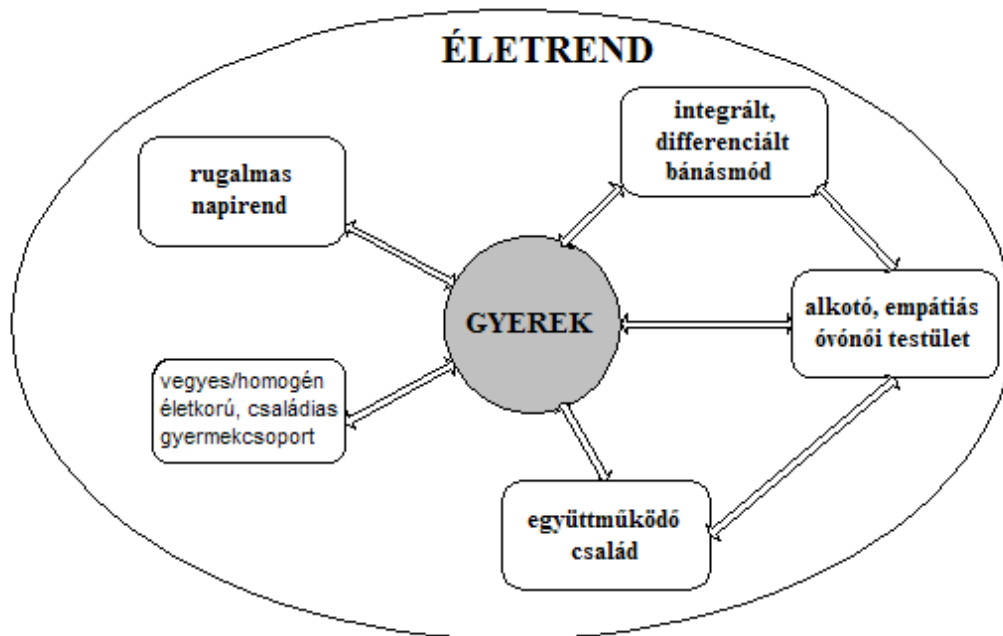 ÉLETREND
integrált,
differenciált
bánásmód
rugalmas
napirend
GYEREK
alkotó, empátiás
óvónői testület
vegyes/homogén
életkorú, családias
gyermekcsoport
együttműködő
család